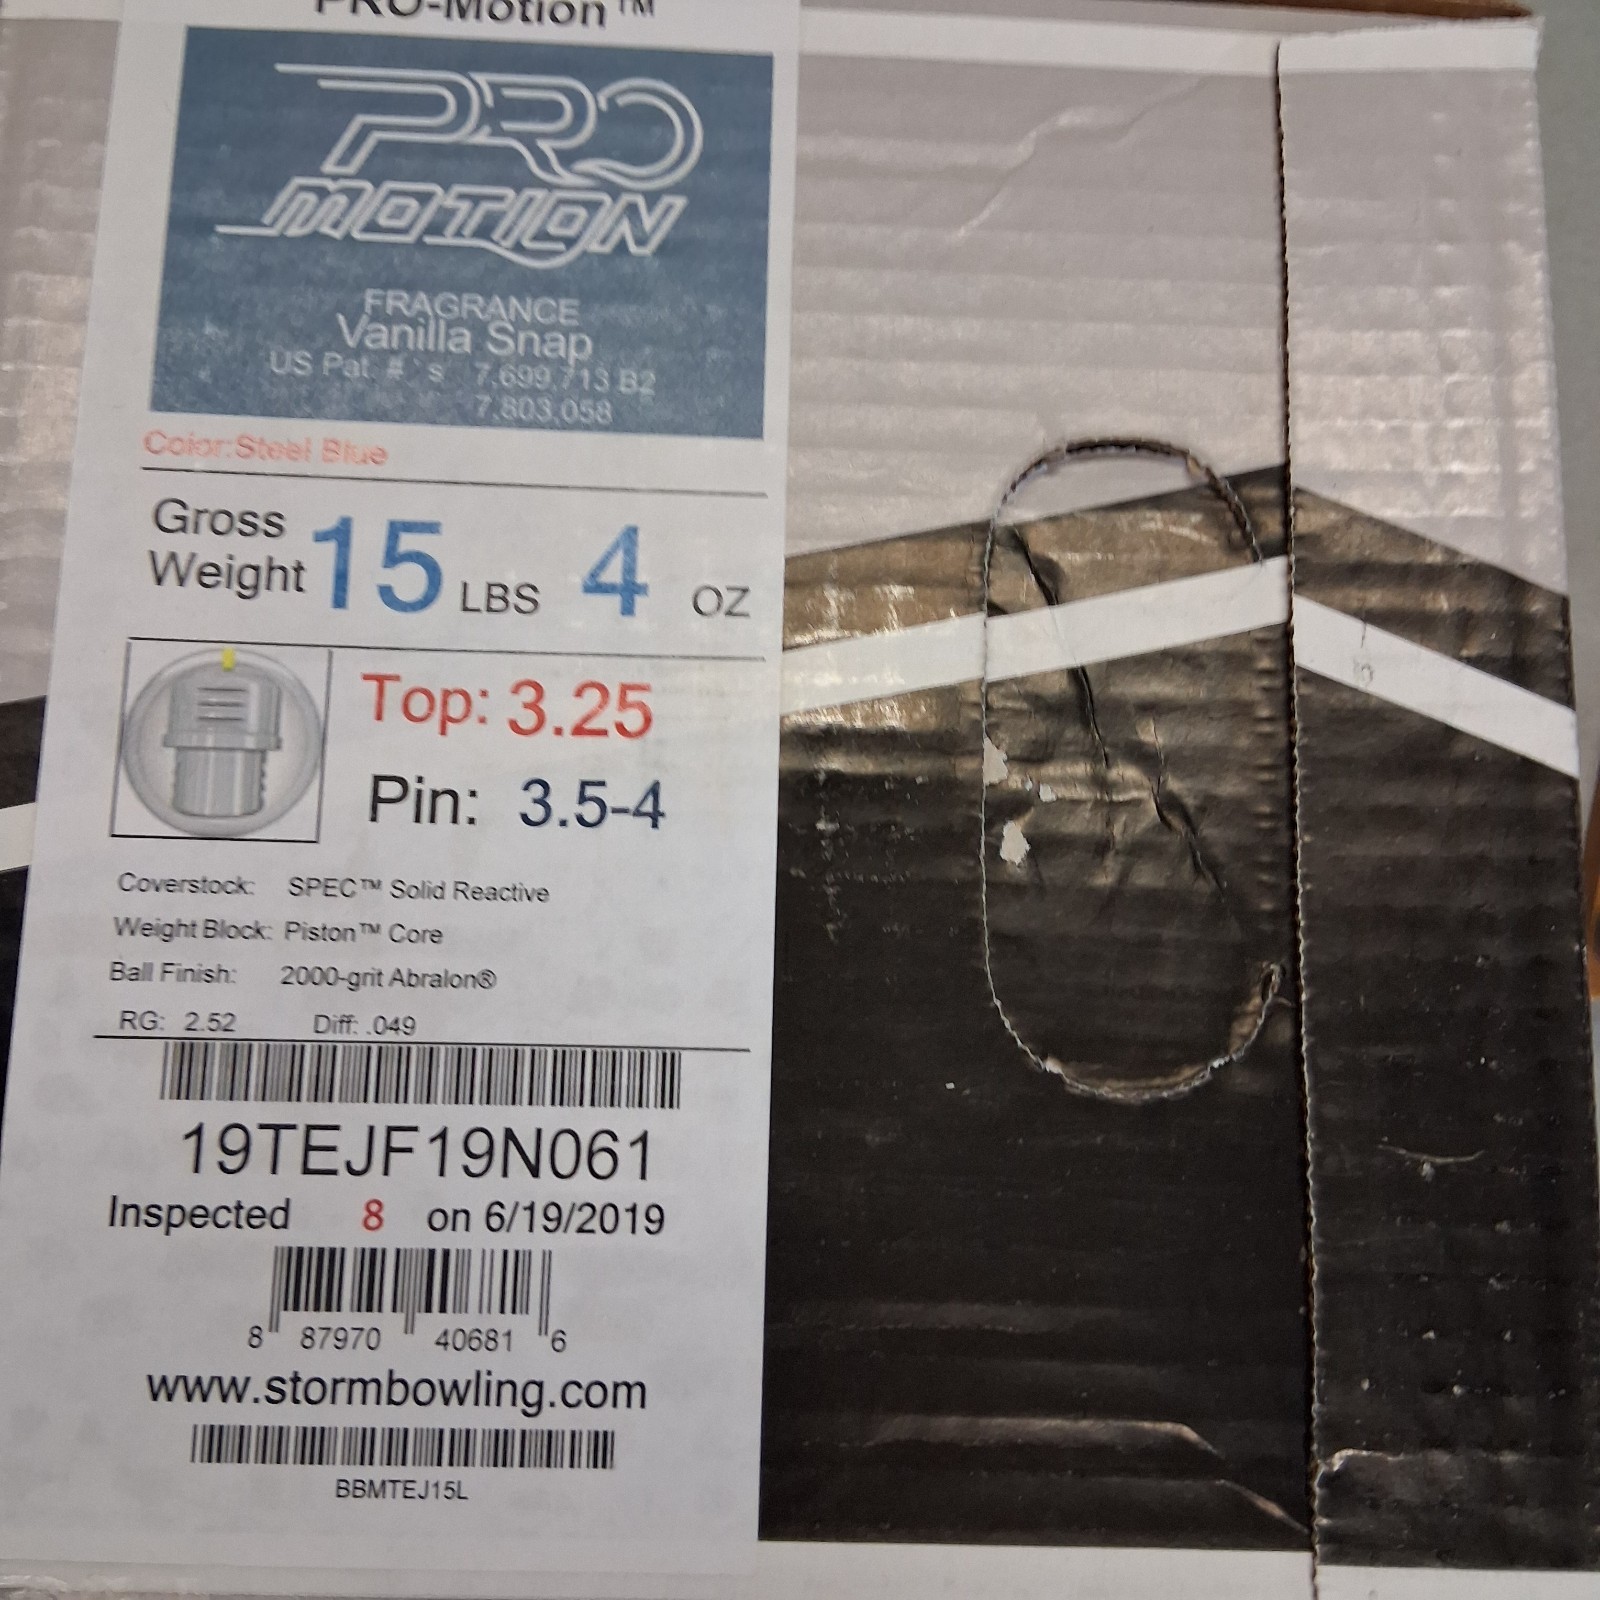 PRO-Motion™
PRO
MOTION
FRAGRANCE
Vanilla Snap
US Pat. # 's 7.699.713 B2
7.803.058
Color:Steel Blue
Gross
Weight 15 LBS 4 OZ
Top: 3.25
Pin: 3.5-4
Coverstock: SPEC™ Solid Reactive
Weight Block: Piston™ Core
Ball Finish: 2000-grit Abralon®
RG: 2.52 Diff: .049
19TEJF19N061
Inspected 8 on 6/19/2019
8 87970 40681 6
www.stormbowling.com
BBMTEJ15L